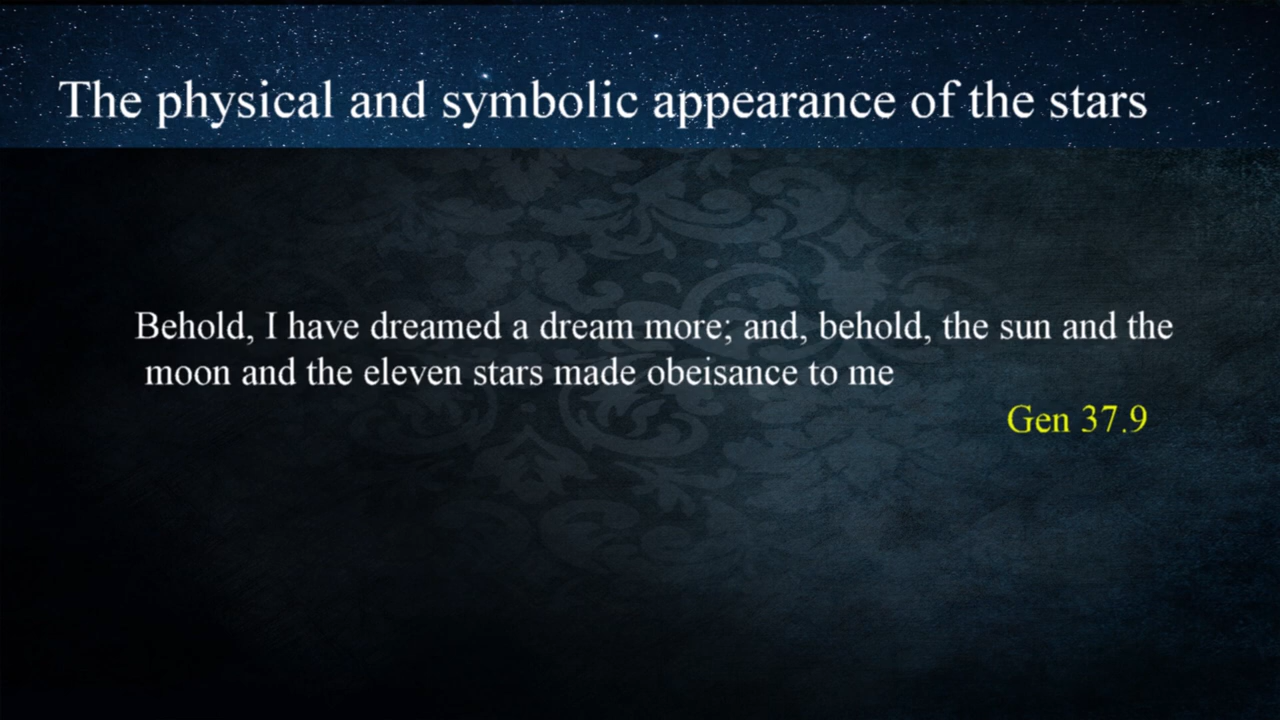 The physical and symbolic appearance of the stars
Behold, I have dreamed a dream more; and, behold, the sun and the
moon and the eleven stars made obeisance to me
Gen 37.9